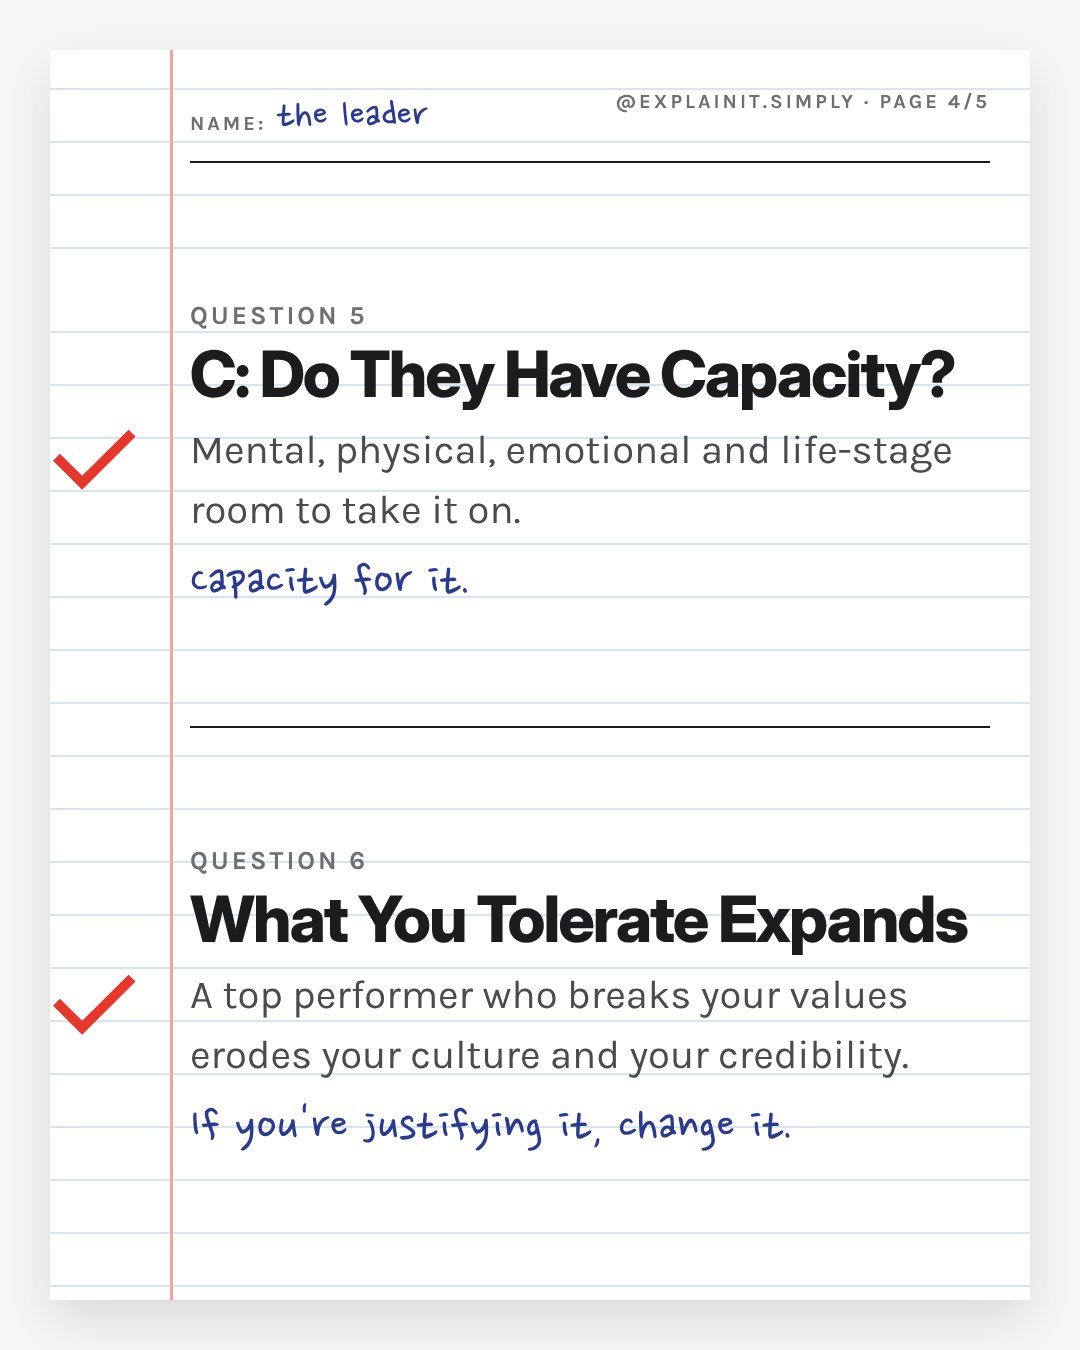 NAME: the leader
@EXPLAINIT.SIMPLY · PAGE 4/5
QUESTION 5
C: Do They Have Capacity?
Mental, physical, emotional and life-stage
room to take it on.
capacity for it.
QUESTION 6
What You Tolerate Expands
A top performer who breaks your values
erodes your culture and your credibility.
If you're justifying it, change it.